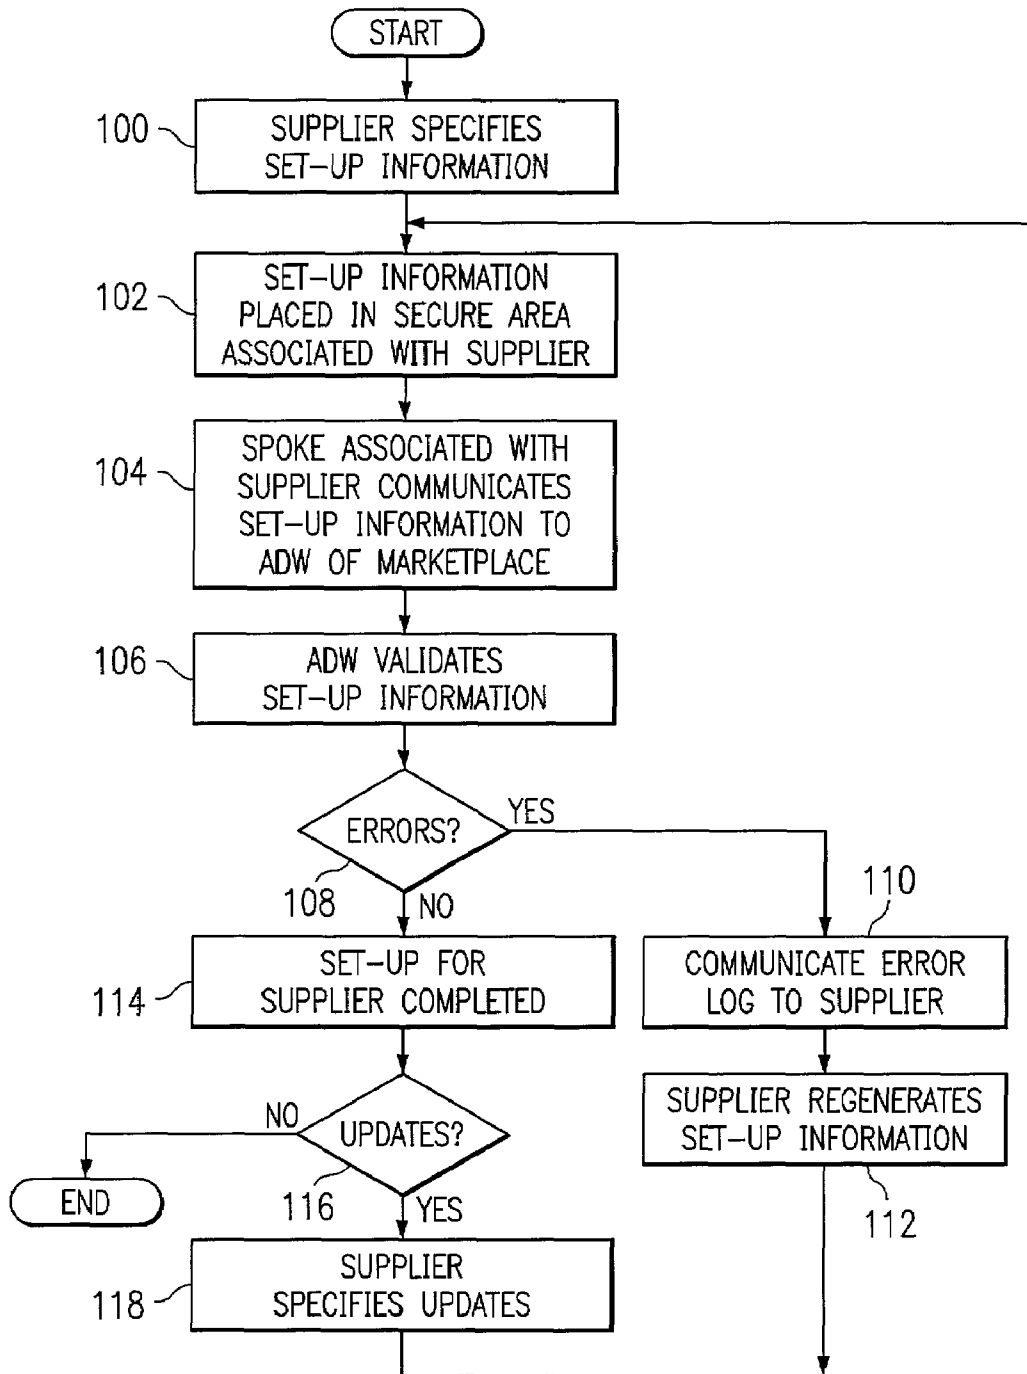 START
100
SUPPLIER SPECIFIES
SET-UP INFORMATION
102
SET-UP INFORMATION
PLACED IN SECURE AREA
ASSOCIATED WITH SUPPLIER
104
SPOKE ASSOCIATED WITH
SUPPLIER COMMUNICATES
SET-UP INFORMATION TO
ADW OF MARKETPLACE
106
ADW VALIDATES
SET-UP INFORMATION
ERRORS?
YES
108
NO
110
114
SET-UP FOR
SUPPLIER COMPLETED
COMMUNICATE ERROR
LOG TO SUPPLIER
NO
UPDATES?
116
YES
SUPPLIER REGENERATES
SET-UP INFORMATION
112
END
118
SUPPLIER
SPECIFIES UPDATES